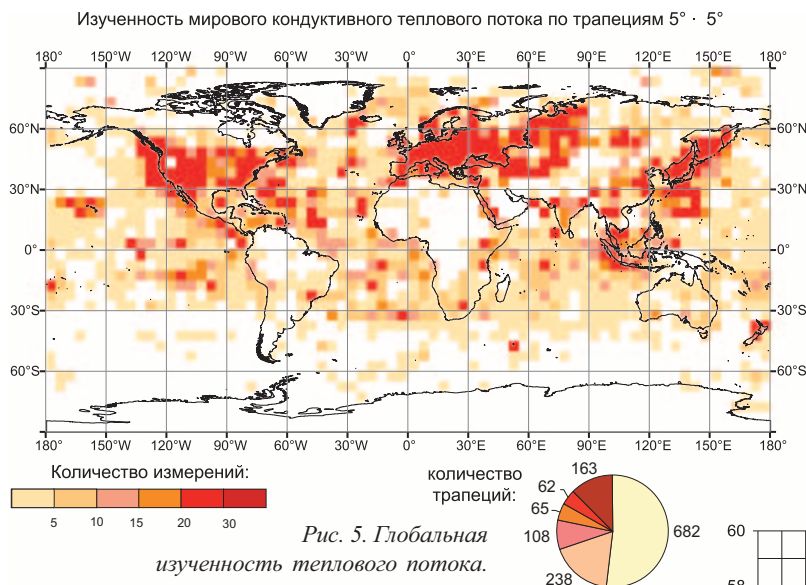 Изученность мирового кондуктивного теплового потока по трапециям 5° · 5°
180° 150°W 120°W 90°W 60°W 30°W 0° 30°E 60°E 90°E 120°E 150°E 180°
60°N 60°N
30°N 30°N
0° 0°
30°S 30°S
60°S 60°S
180° 150°W 120°W 90°W 60°W 30°W 0° 30°E 60°E 90°E 120°E 150°E 180°
Количество измерений:
5 10 15 20 30
количество
трапеций:
163
62
65
108
238
682
Рис. 5. Глобальная
изученность теплового потока.
60
58